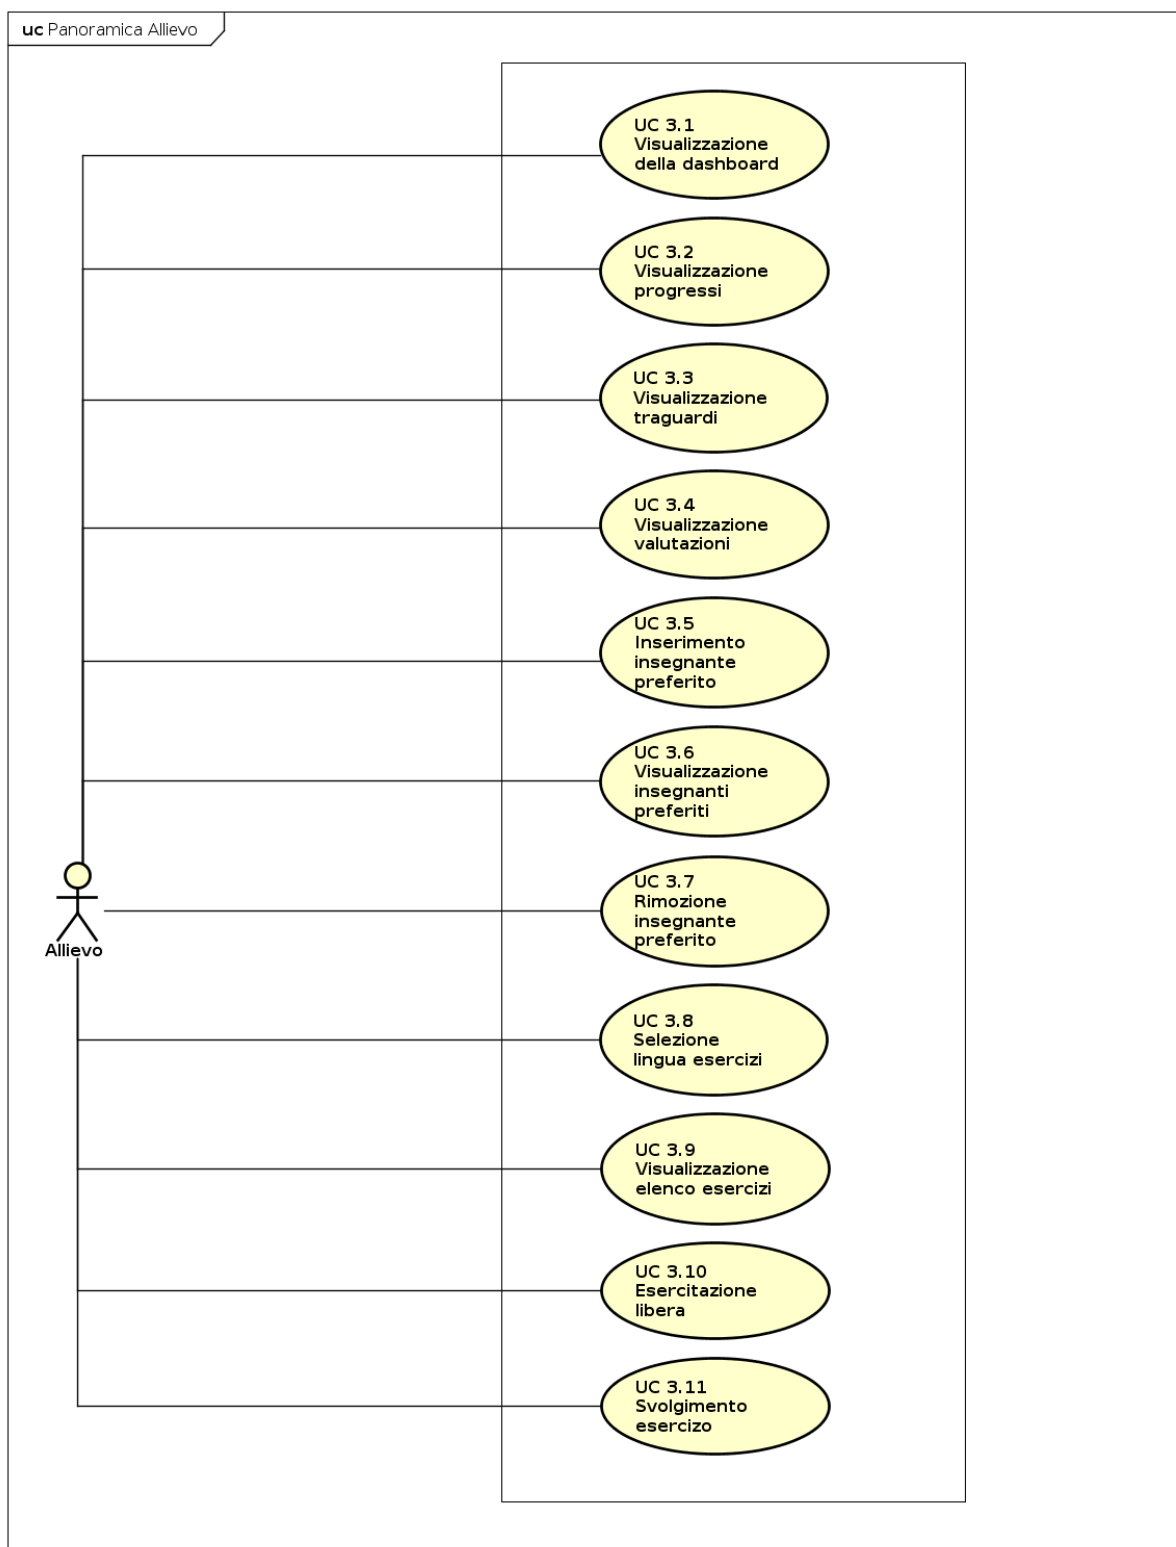 uc Panoramica Allievo
UC 3.1
Visualizzazione
della dashboard
UC 3.2
Visualizzazione
progressi
UC 3.3
Visualizzazione
traguardi
UC 3.4
Visualizzazione
valutazioni
UC 3.5
Inserimento
insegnante
preferito
UC 3.6
Visualizzazione
insegnanti
preferiti
UC 3.7
Rimozione
insegnante
preferito
Allievo
UC 3.8
Selezione
lingua esercizi
UC 3.9
Visualizzazione
elenco esercizi
UC 3.10
Esercitazione
libera
UC 3.11
Svolgimento
esercizo